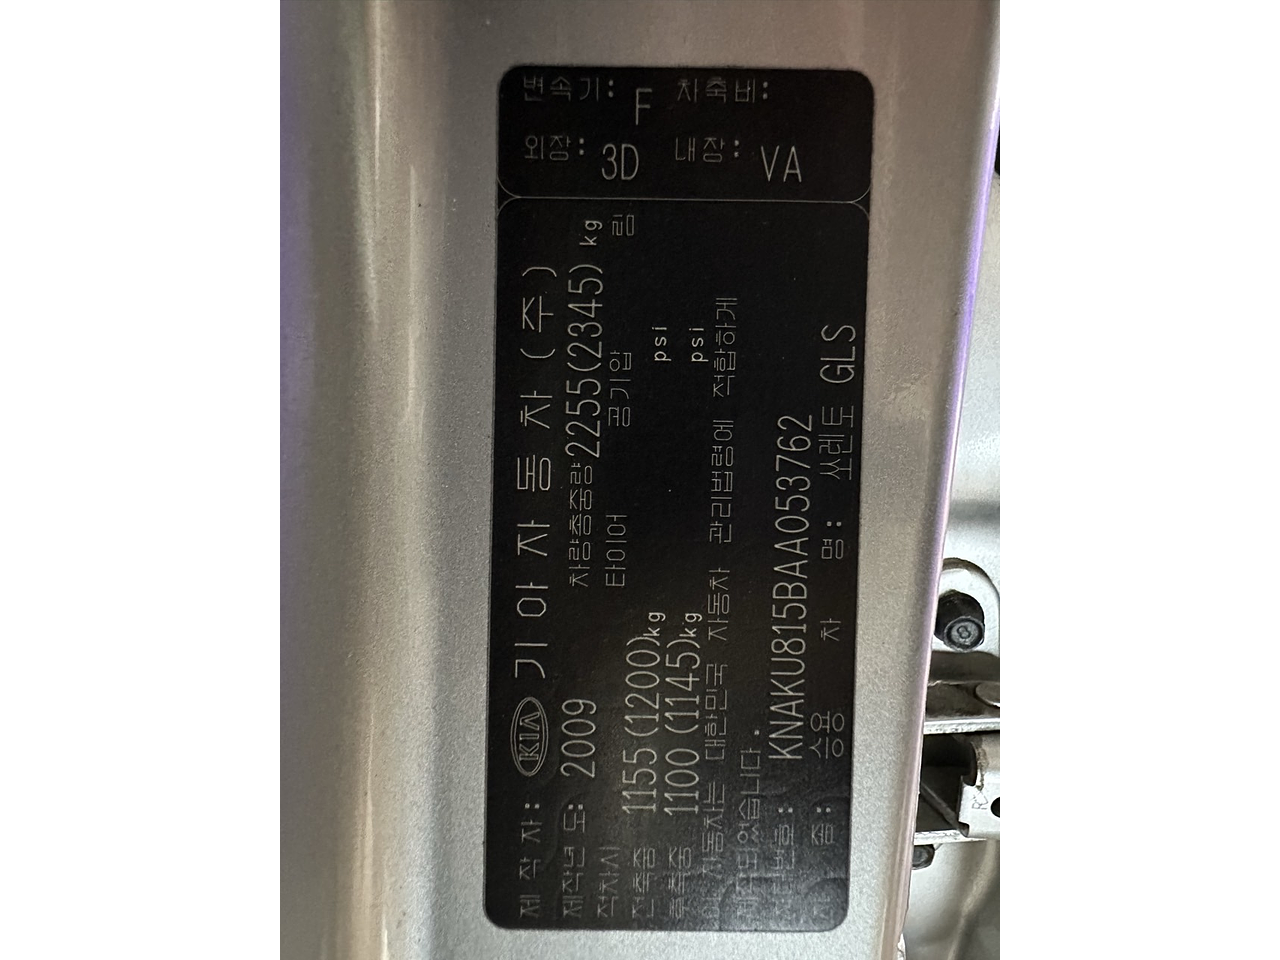 변속기: F 차축비:
외장: 3D 내장: VA
제 작 자: KIA 기아자동차(주)
제작년도: 2009 차량총중량 2255(2345) kg
적차시 타이어 공기압 림
전축중 1155(1200)kg psi
후축중 1100(1145)kg psi
이 자동차는 대한민국 자동차 관리법령에 적합하게
제작되었습니다.
차대번호: KNAKU815BAA053762
차 종: 승용 차 명: 쏘렌토 GLS